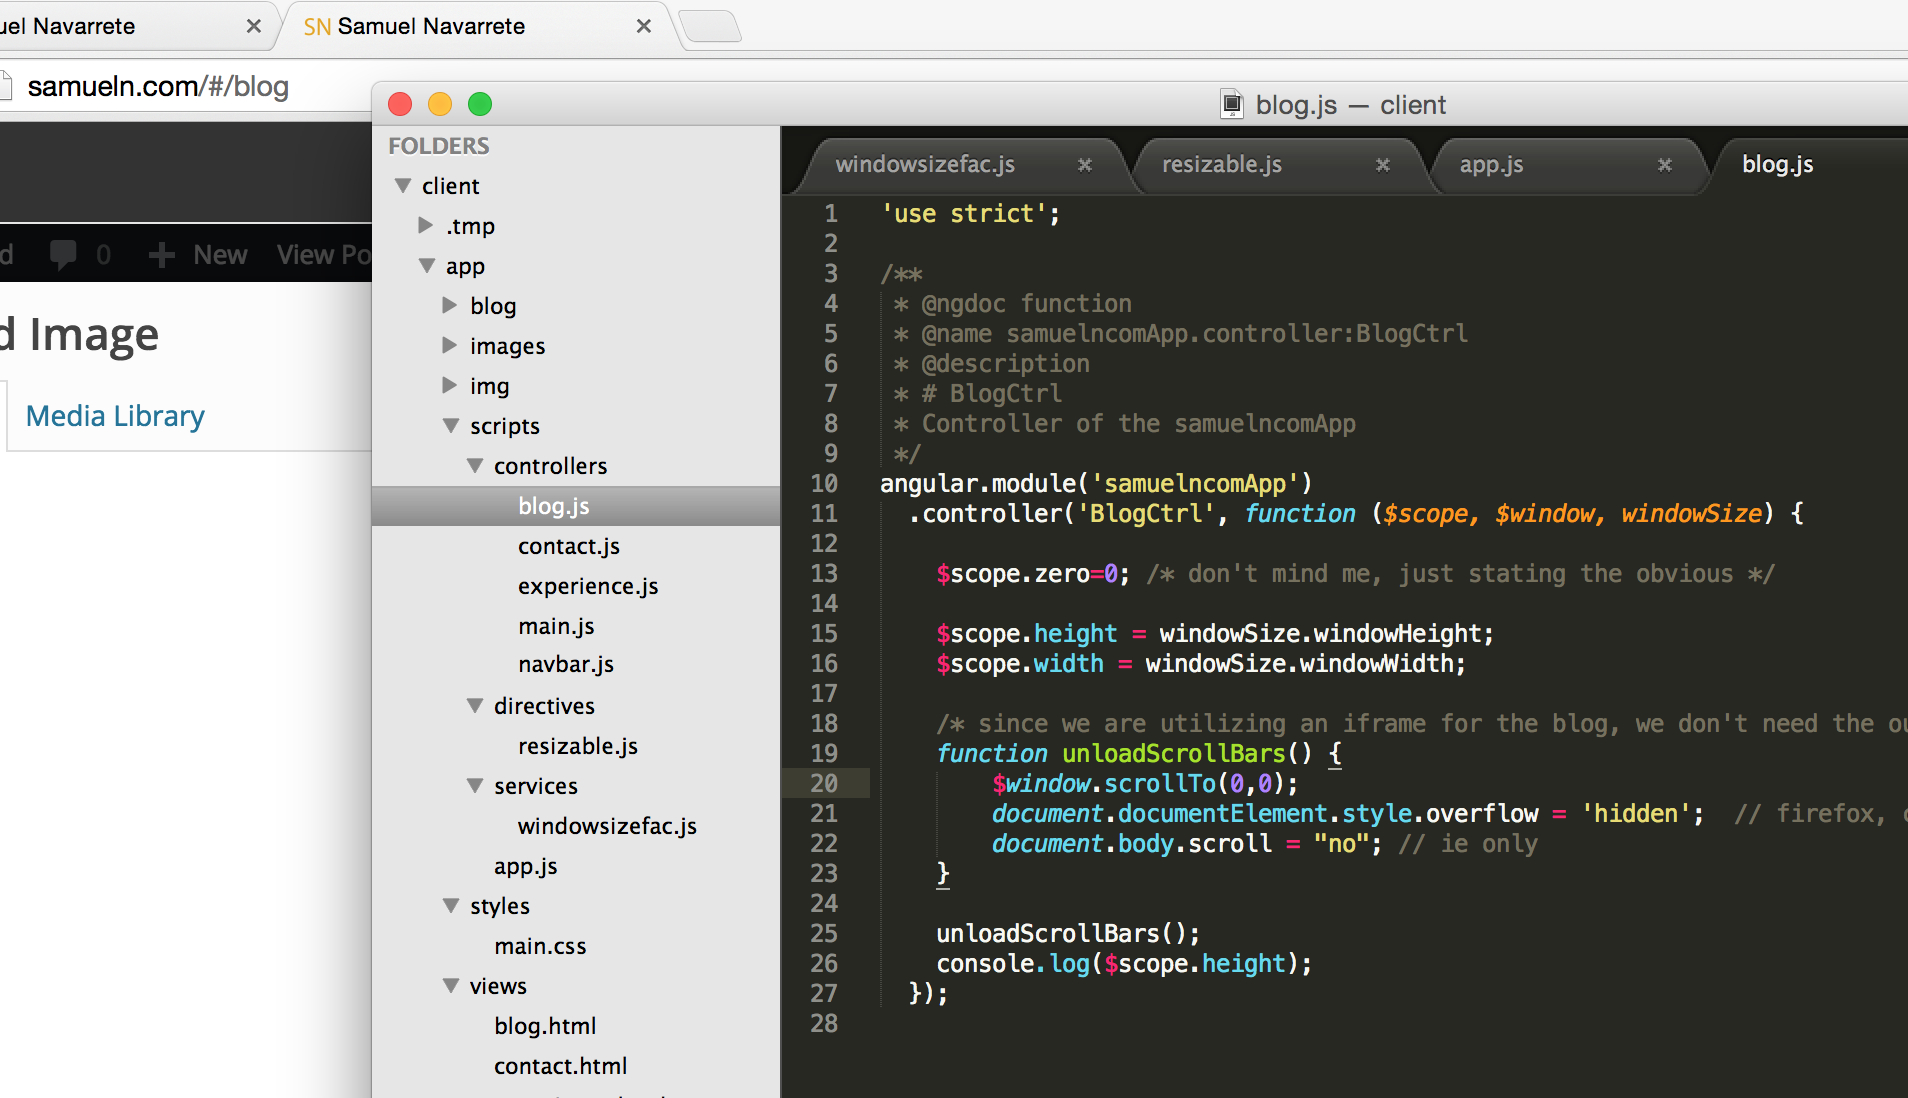 Navarrete
SN Samuel Navarrete
samueln.com/#/blog
0 New View
Image
Media Library
blog.js — client
FOLDERS
client
.tmp
app
blog
images
img
scripts
controllers
blog.js
contact.js
experience.js
main.js
navbar.js
directives
resizable.js
services
windowsizefac.js
app.js
styles
main.css
views
blog.html
contact.html
windowsizefac.js
resizable.js
app.js
blog.js
1 'use strict';
2
3 /**
4 * @ngdoc function
5 * @name samuelncomApp.controller:BlogCtrl
6 * @description
7 * # BlogCtrl
8 * Controller of the samuelncomApp
9 */
10 angular.module('samuelncomApp')
11 .controller('BlogCtrl', function ($scope, $window, windowSize) {
12
13 $scope.zero=0; /* don't mind me, just stating the obvious */
14
15 $scope.height = windowSize.windowHeight;
16 $scope.width = windowSize.windowWidth;
17
18 /* since we are utilizing an iframe for the blog, we don't need the
19 function unloadScrollBars() {
20 $window.scrollTo(0,0);
21 document.documentElement.style.overflow = 'hidden'; // firefox,
22 document.body.scroll = "no"; // ie only
23 }
24
25 unloadScrollBars();
26 console.log($scope.height);
27 });
28